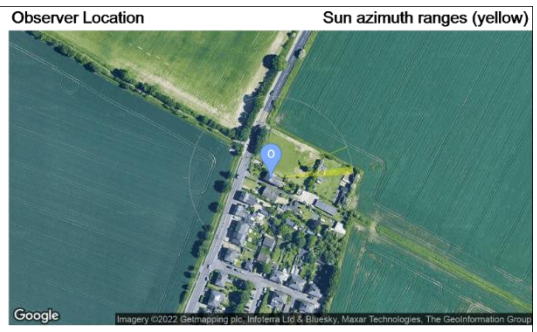 Observer Location
Sun azimuth ranges (yellow)
O
Google
Imagery ©2022 Getmapping plc, Infoterra Ltd & Bluesky, Maxar Technologies, The GeoInformation Group